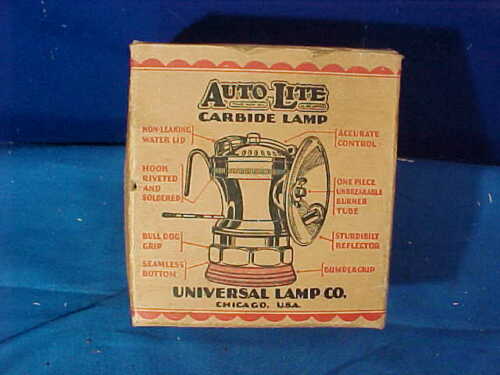 AUTO-LITE
CARBIDE LAMP
NON-LEAKING
WATER LID
ACCURATE
CONTROL
HOOK
RIVETED
AND
SOLDERED
ONE PIECE
UNBREAKABLE
BURNER
TUBE
BULL DOG
GRIP
STURDIBILT
REFLECTOR
SEAMLESS
BOTTOM
BUMPERGRIP
UNIVERSAL LAMP CO.
CHICAGO, U.S.A.